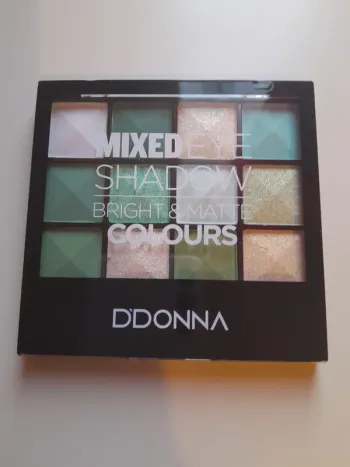 MIXED EYE
SHADOW
BRIGHT & MATTE
COLOURS
D'DONNA